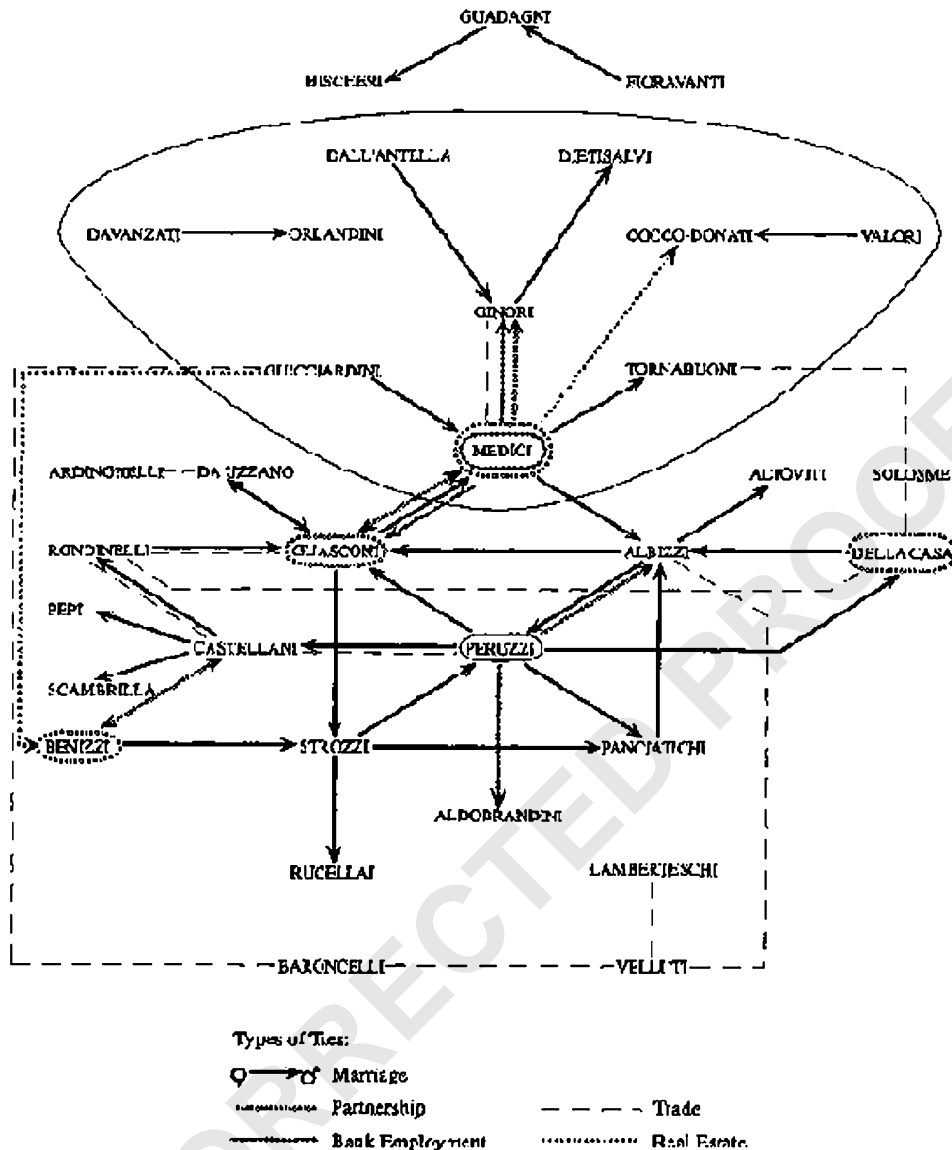 GUADAGNI
BISCHERI FIORAVANTI
DALL'ANTELLA DIETISALVI
DAVANZATI ORLANDINI COCCO-DONATI VALORI
GINORI
GUICCIARDINI TORNABUONI
MEDICI
ARDINGHELLI DA UZZANO ALTOVITI SOLOSMEI
RONDINELLI GUASCONI ALBIZZI DELLA CASA
PEPI
CASTELLANI PERUZZI
SCAMBRILLA
BENIZZI STROZZI PANCIATICHI
ALDOBRANDINI
RUCELLAI LAMBERTESCHI
BARONCELLI VELLUTI
Types of Ties:
Marriage
Partnership Trade
Bank Employment Real Estate
ORRECTED PROOF